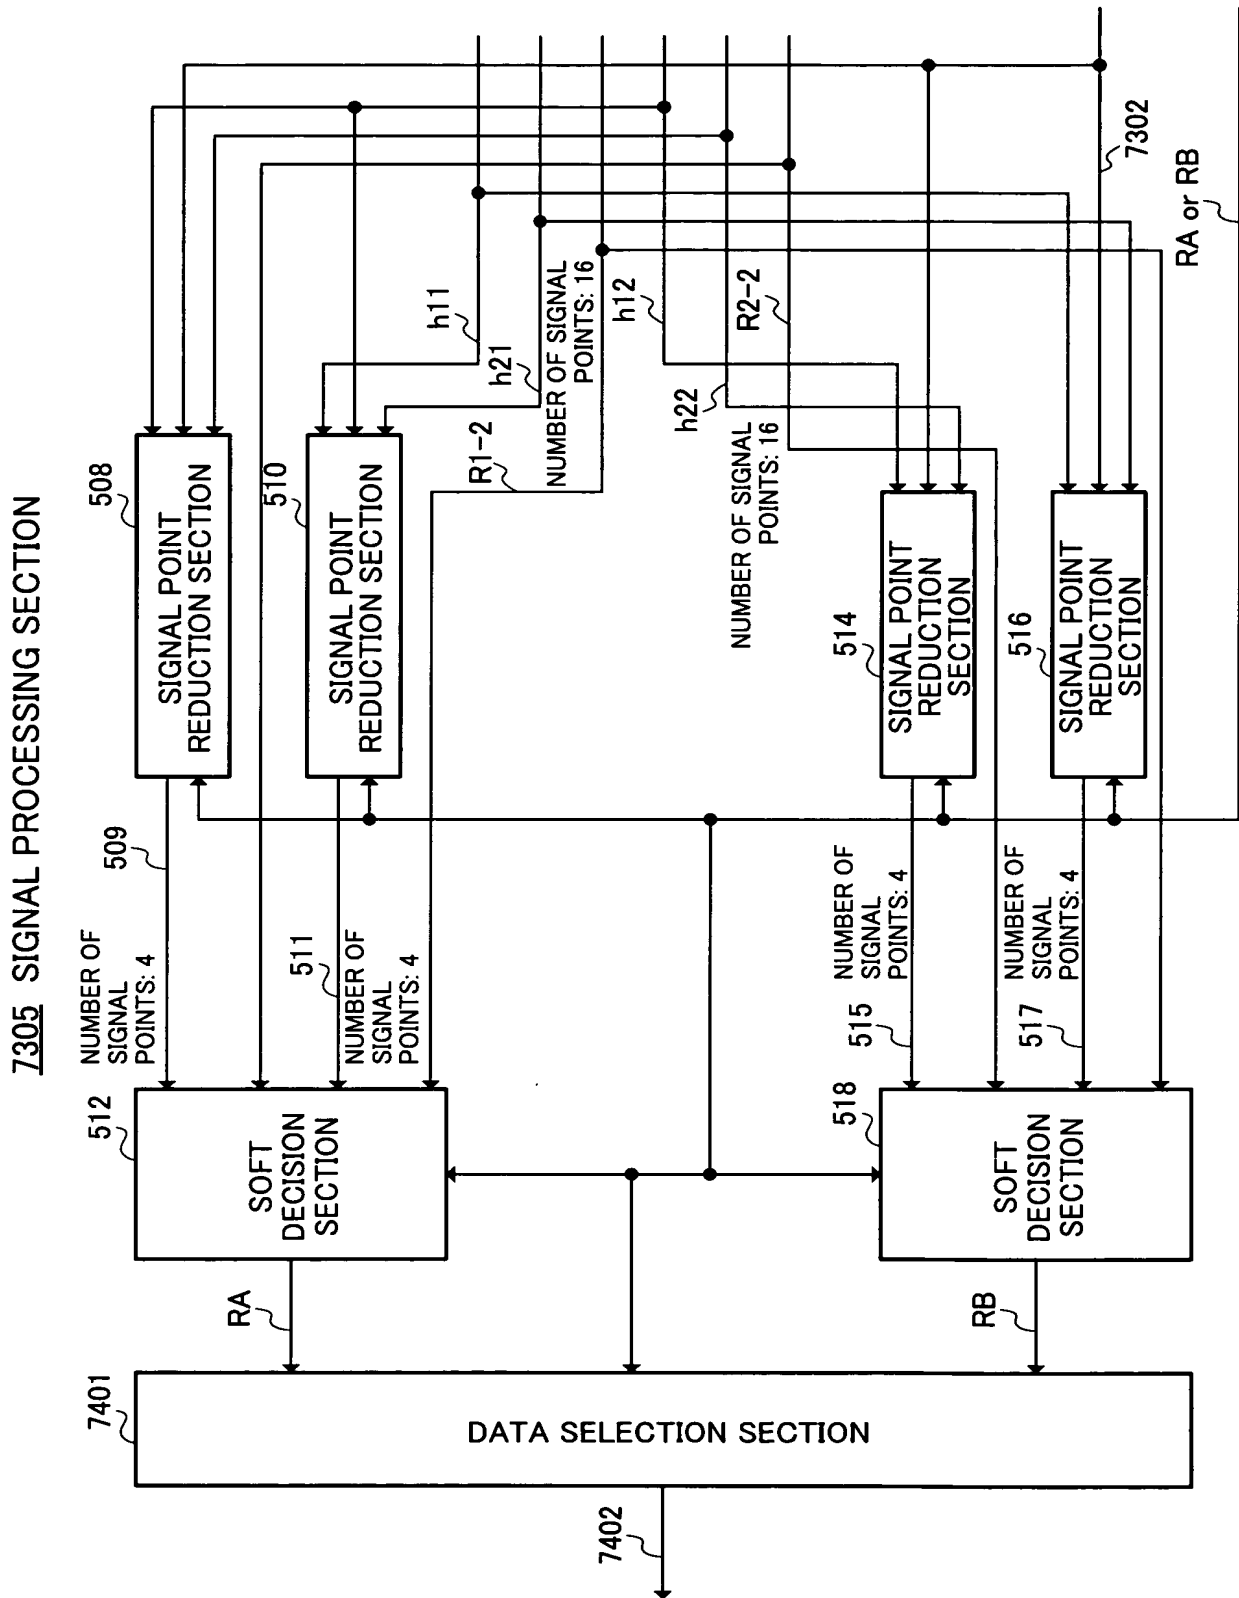 7305 SIGNAL PROCESSING SECTION
508
SIGNAL POINT
REDUCTION SECTION
510
SIGNAL POINT
REDUCTION SECTION
509
NUMBER OF
SIGNAL
POINTS: 4
511
NUMBER OF
SIGNAL
POINTS: 4
512
SOFT
DECISION
SECTION
RA
h11
h21
R1-2
NUMBER OF SIGNAL
POINTS: 16
h12
h22
R2-2
NUMBER OF SIGNAL
POINTS: 16
7302
RA or RB
514
SIGNAL POINT
REDUCTION
SECTION
516
SIGNAL POINT
REDUCTION
SECTION
NUMBER OF
SIGNAL
POINTS: 4
515
NUMBER OF
SIGNAL
POINTS: 4
517
518
SOFT
DECISION
SECTION
RB
7401
DATA SELECTION SECTION
7402